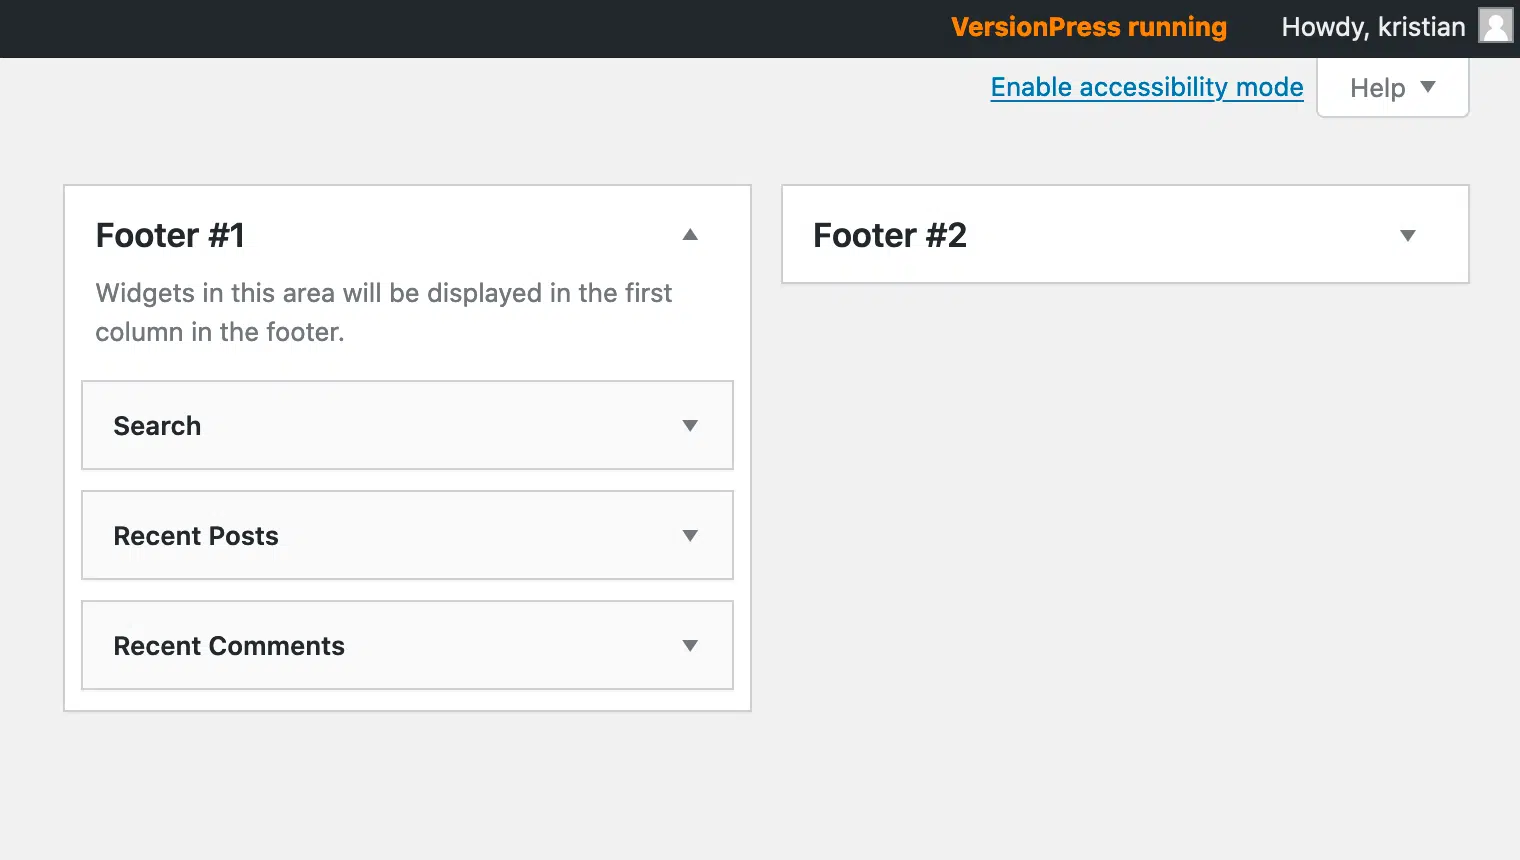 VersionPress running
Howdy, kristian
Enable accessibility mode
Help
Footer #1
Widgets in this area will be displayed in the first
column in the footer.
Search
Recent Posts
Recent Comments
Footer #2